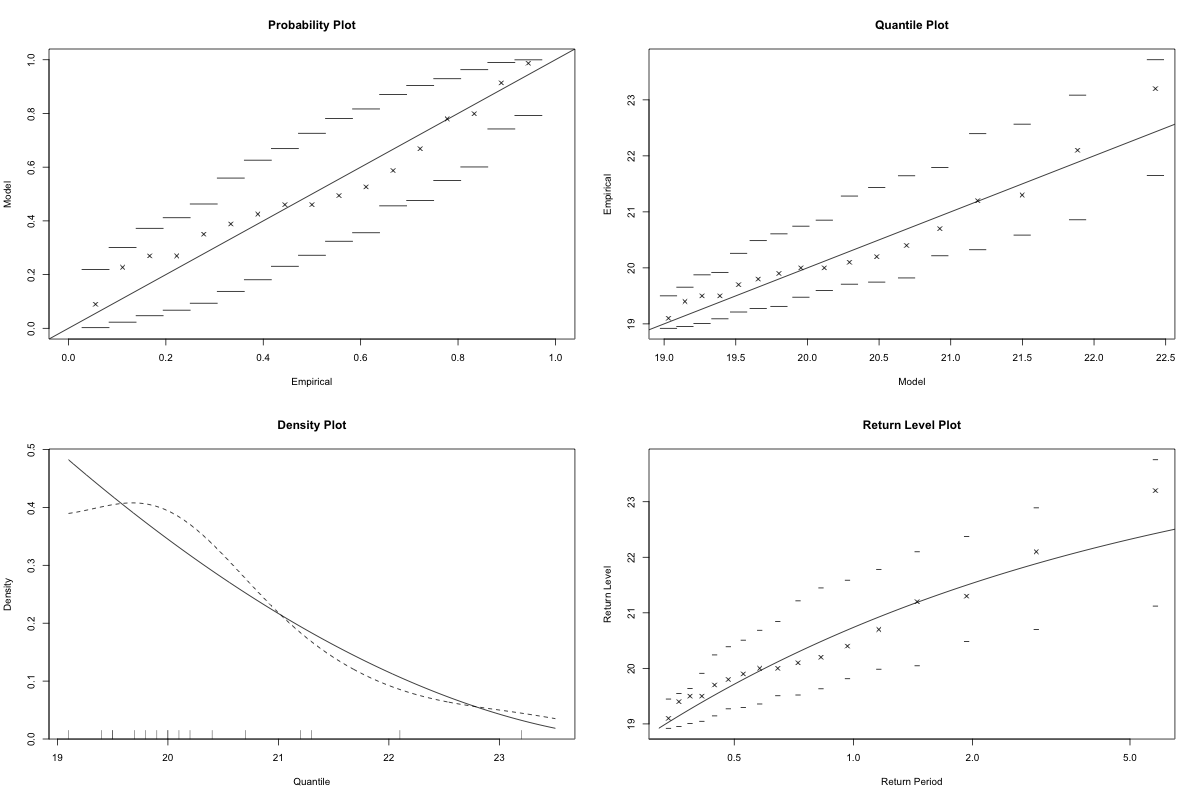 Probability Plot
Model
0.0 0.2 0.4 0.6 0.8 1.0
0.0 0.2 0.4 0.6 0.8 1.0
Empirical
Quantile Plot
Empirical
19 20 21 22 23
19.0 19.5 20.0 20.5 21.0 21.5 22.0 22.5
Model
Density Plot
Density
0.0 0.1 0.2 0.3 0.4 0.5
19 20 21 22 23
Quantile
Return Level Plot
Return Level
19 20 21 22 23
0.5 1.0 2.0 5.0
Return Period